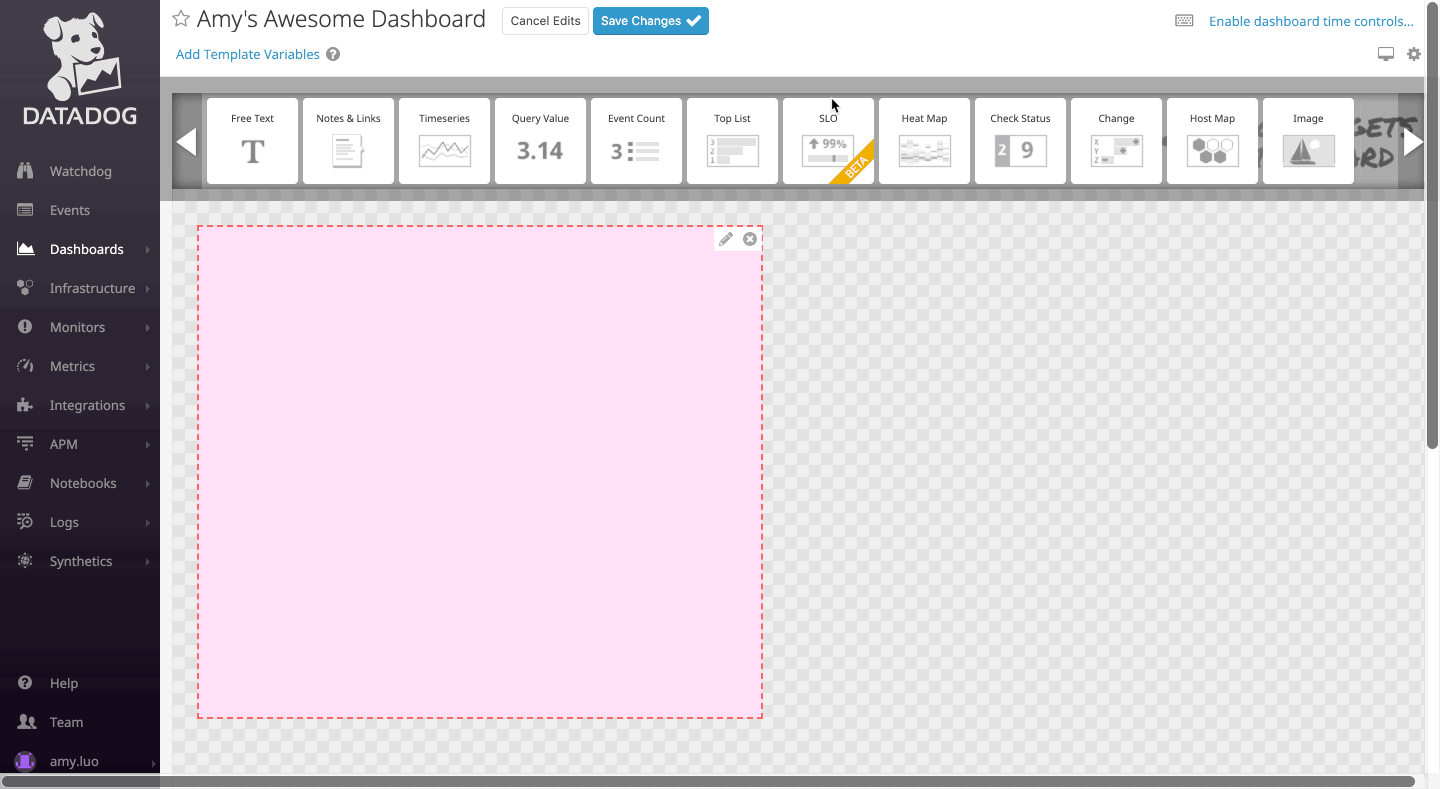 Amy's Awesome Dashboard
Cancel Edits
Save Changes
Enable dashboard time controls...
Add Template Variables ?
DATADOG
Watchdog
Events
Dashboards
Infrastructure
Monitors
Metrics
Integrations
APM
Notebooks
Logs
Synthetics
Help
Team
amy.luo
Free Text
T
Notes & Links
Timeseries
Query Value
3.14
Event Count
3
Top List
3
2
1
SLO
99%
BETA
Heat Map
Check Status
2 9
Change
X
Y
Z
Host Map
Image